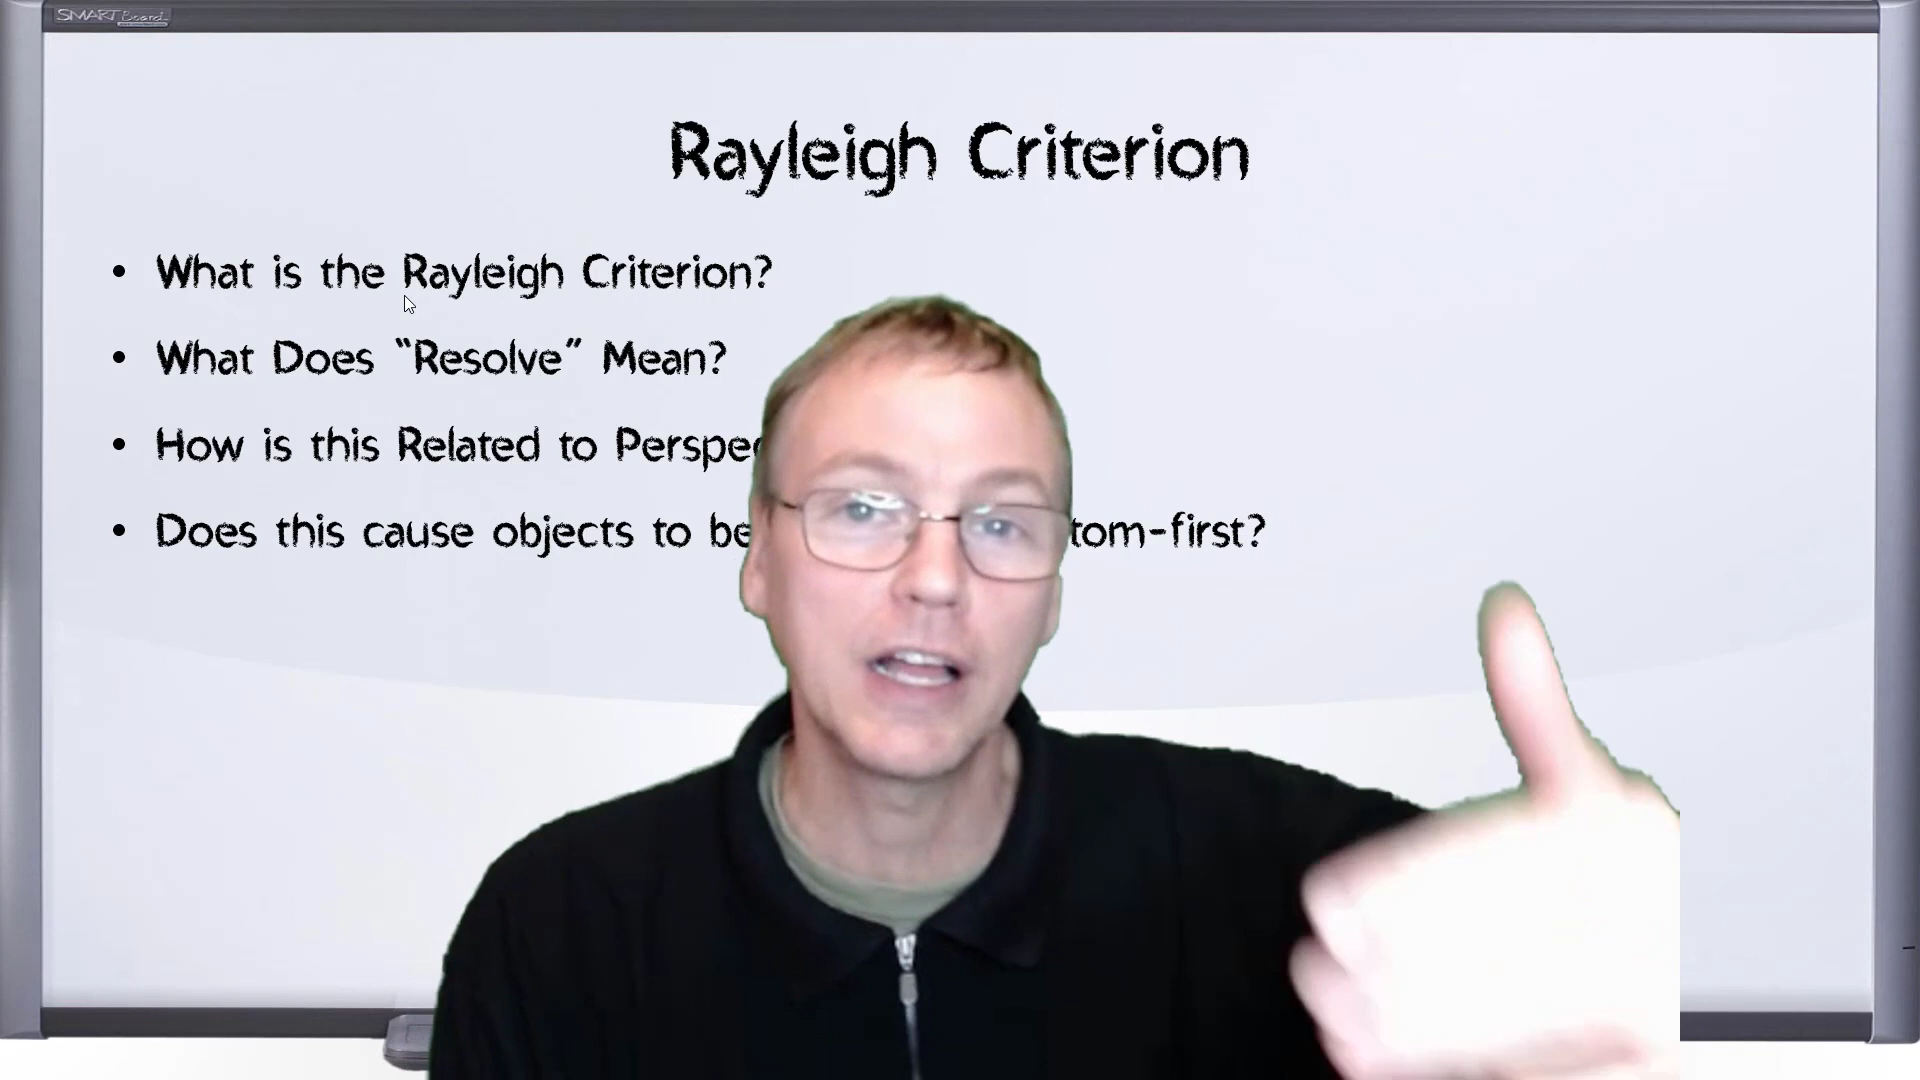 SMART Board
Rayleigh Criterion
• What is the Rayleigh Criterion?
• What Does “Resolve” Mean?
• How is this Related to Perspec
• Does this cause objects to be tom-first?